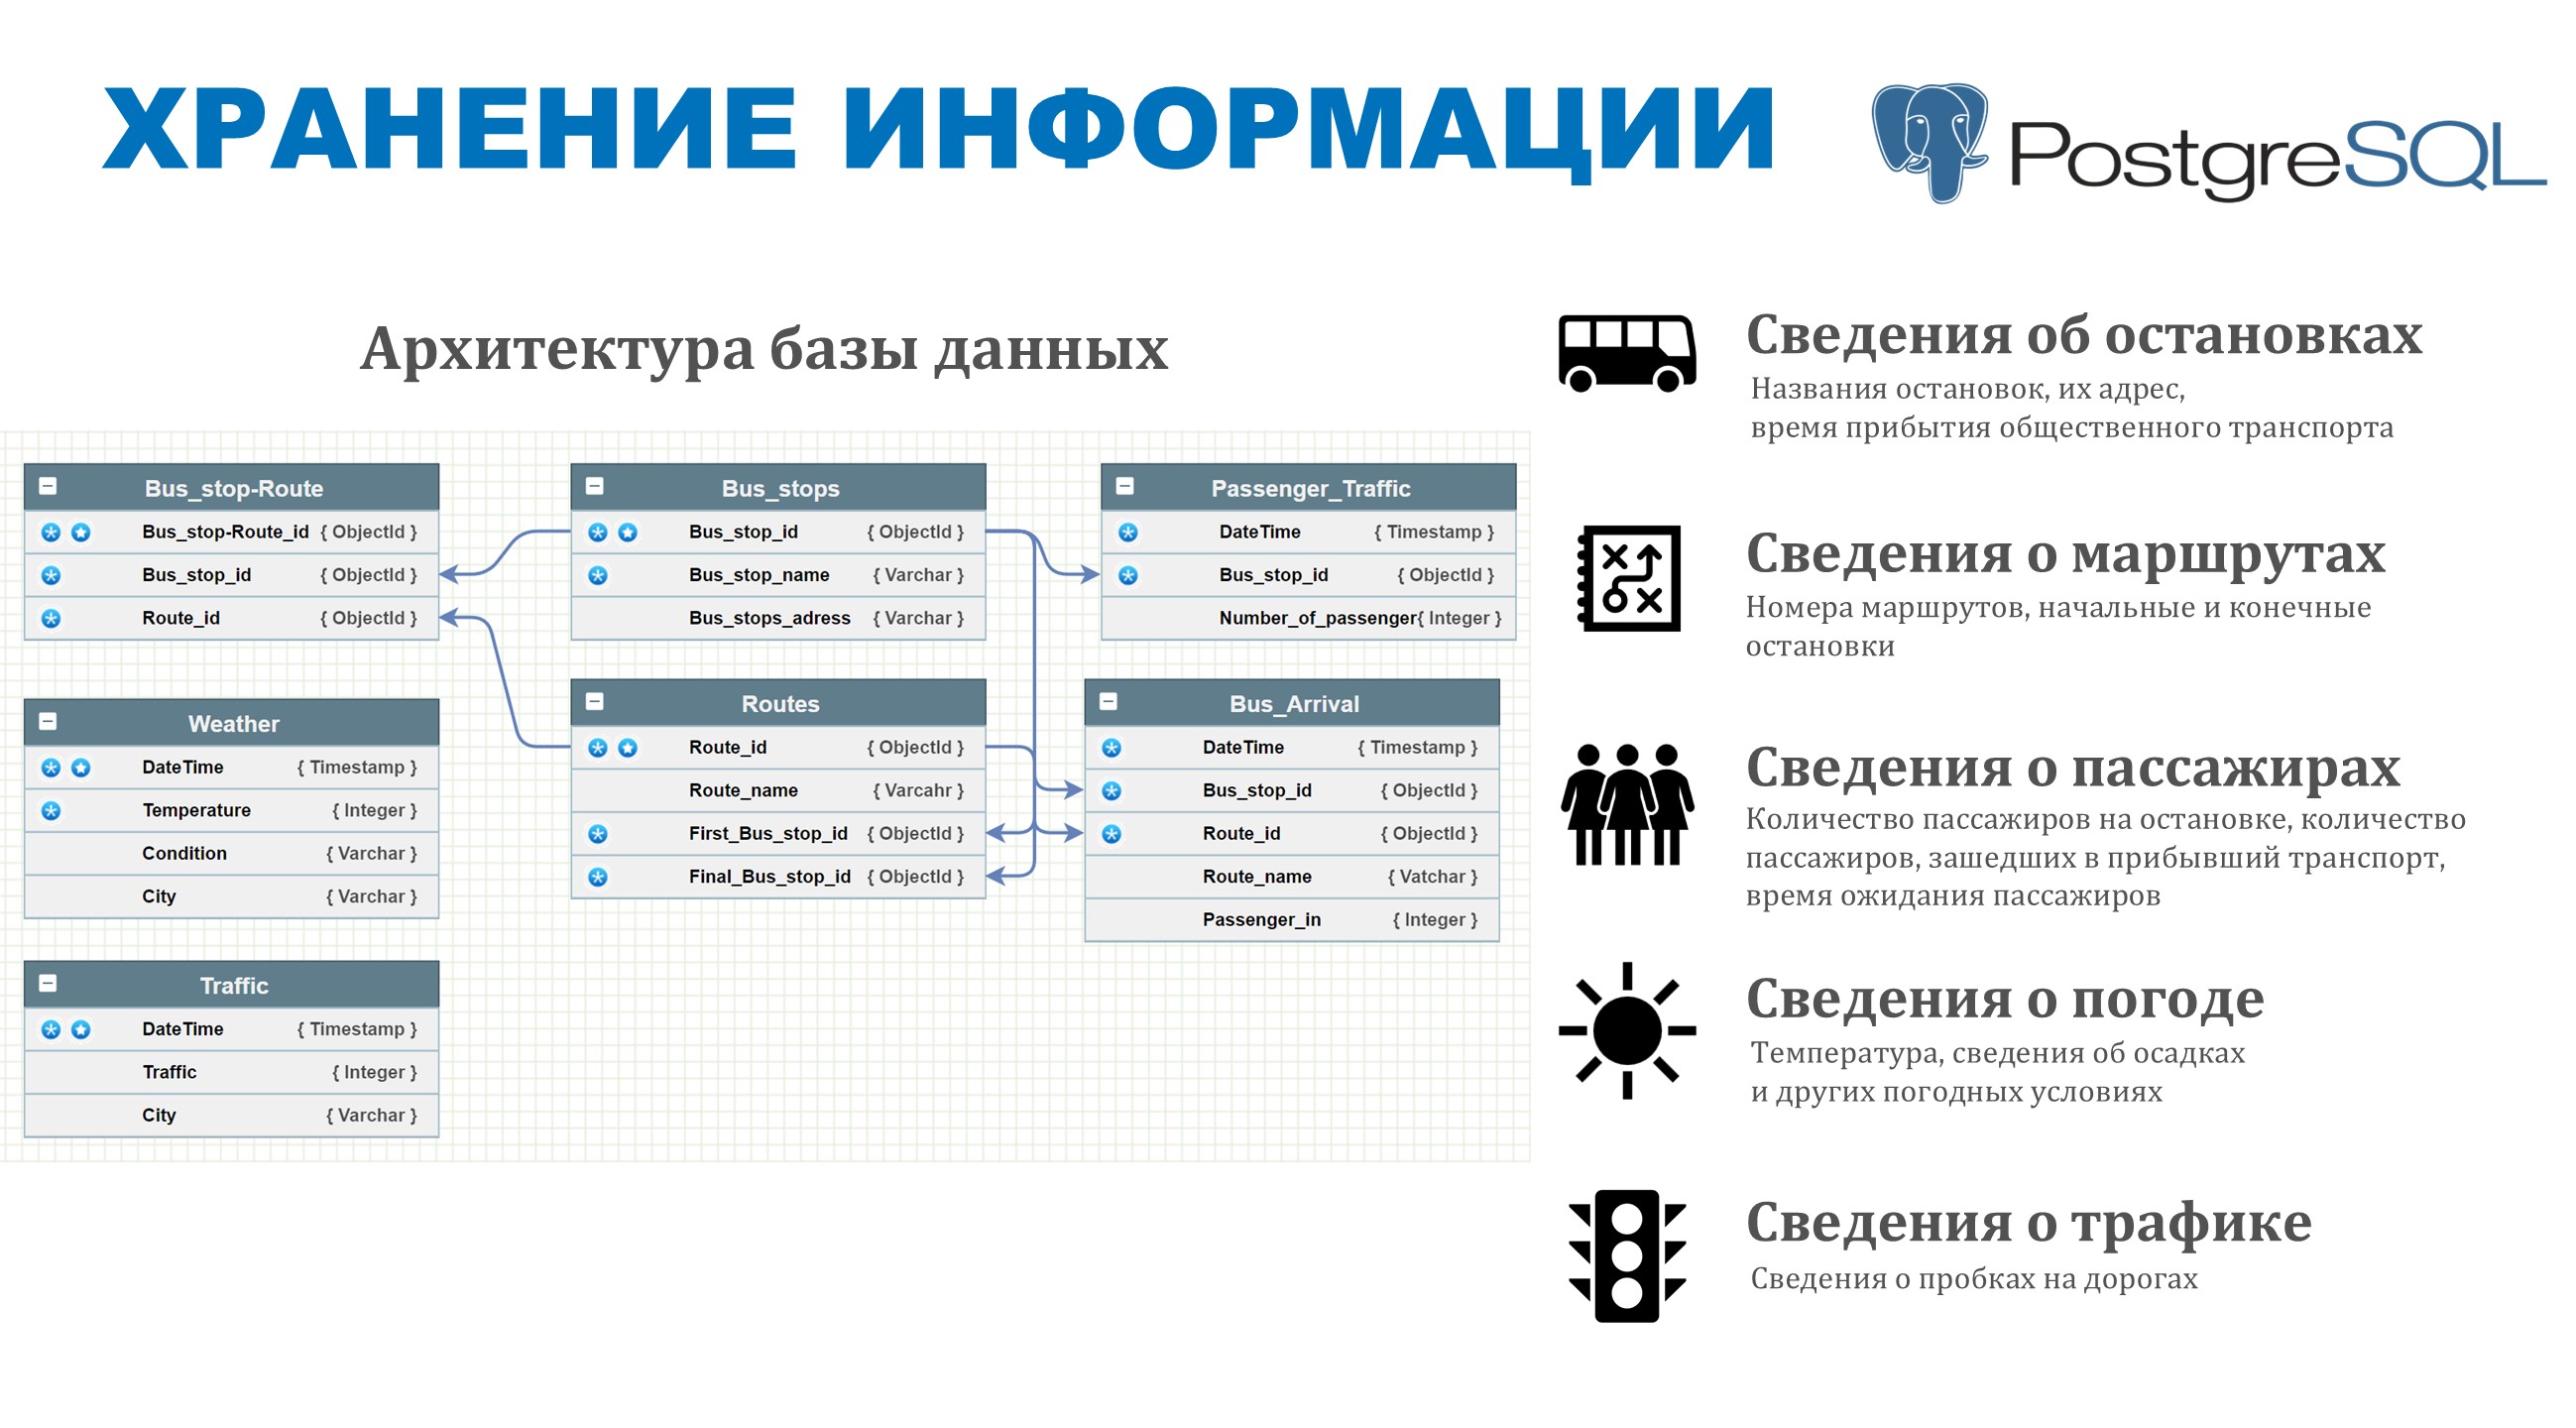 ХРАНЕНИЕ ИНФОРМАЦИИ
PostgreSQL
Архитектура базы данных
Bus_stop-Route
Bus_stop-Route_id { ObjectId }
Bus_stop_id { ObjectId }
Route_id { ObjectId }
Bus_stops
Bus_stop_id { ObjectId }
Bus_stop_name { Varchar }
Bus_stops_adress { Varchar }
Passenger_Traffic
DateTime { Timestamp }
Bus_stop_id { ObjectId }
Number_of_passenger{ Integer }
Weather
DateTime { Timestamp }
Temperature { Integer }
Condition { Varchar }
City { Varchar }
Routes
Route_id { ObjectId }
Route_name { Varcahr }
First_Bus_stop_id { ObjectId }
Final_Bus_stop_id { ObjectId }
Bus_Arrival
DateTime { Timestamp }
Bus_stop_id { ObjectId }
Route_id { ObjectId }
Route_name { Vatchar }
Passenger_in { Integer }
Traffic
DateTime { Timestamp }
Traffic { Integer }
City { Varchar }
Сведения об остановках
Названия остановок, их адрес,
время прибытия общественного транспорта
Сведения о маршрутах
Номера маршрутов, начальные и конечные
остановки
Сведения о пассажирах
Количество пассажиров на остановке, количество
пассажиров, зашедших в прибывший транспорт,
время ожидания пассажиров
Сведения о погоде
Температура, сведения об осадках
и других погодных условиях
Сведения о трафике
Сведения о пробках на дорогах